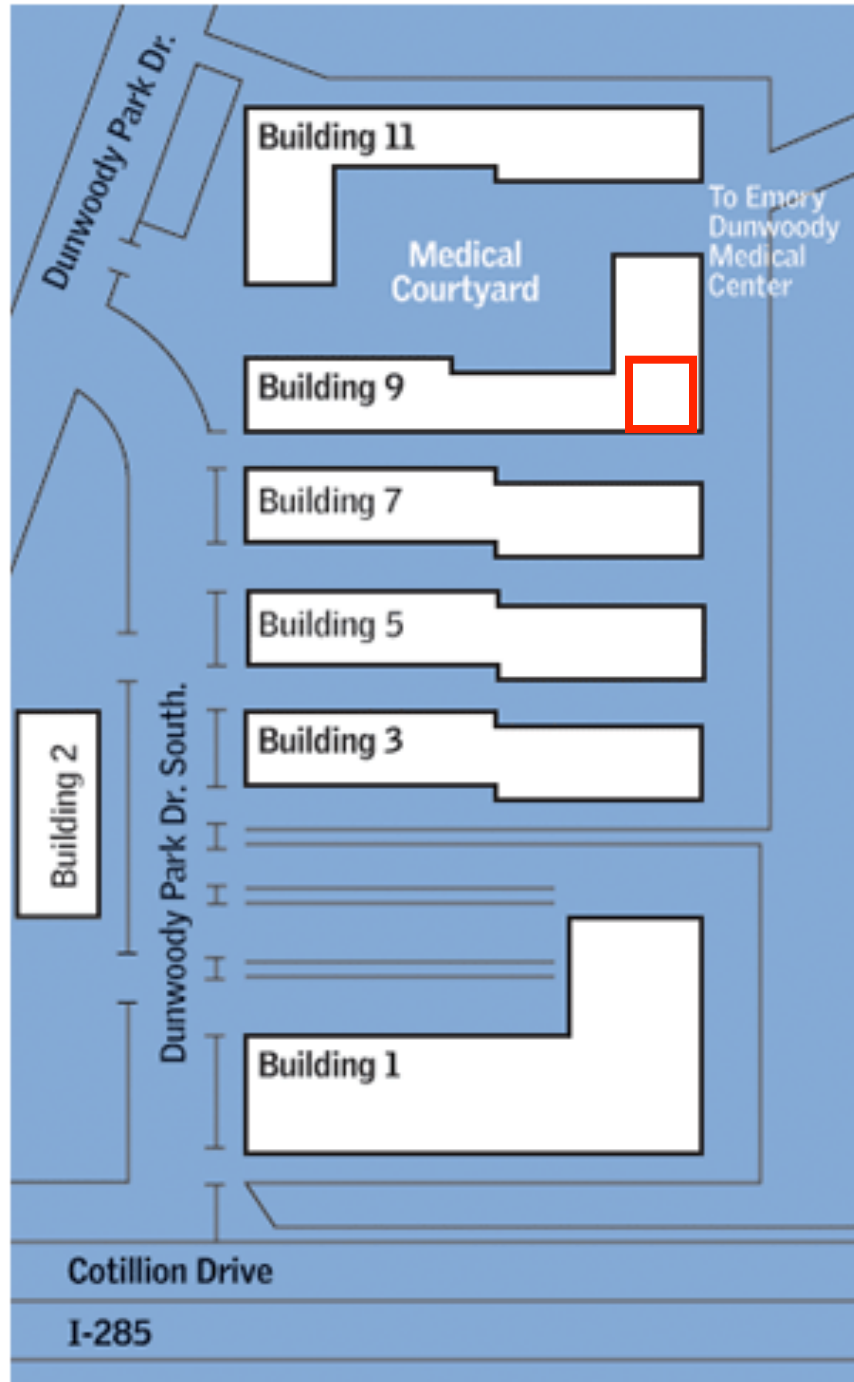 Dunwoody Park Dr.
Building 11
To Emory
Dunwoody
Medical
Center
Medical
Courtyard
Building 9
Building 7
Building 5
Building 3
Building 2
Dunwoody Park Dr. South.
Building 1
Cotillion Drive
I-285